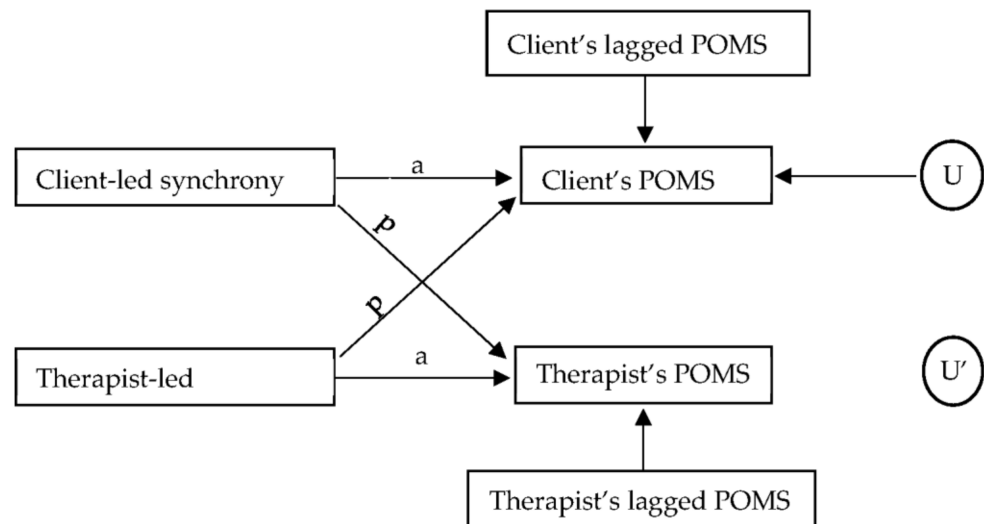 Client's lagged POMS
Client-led synchrony
a
Client's POMS
U
p
p
Therapist-led
a
Therapist's POMS
U'
Therapist's lagged POMS